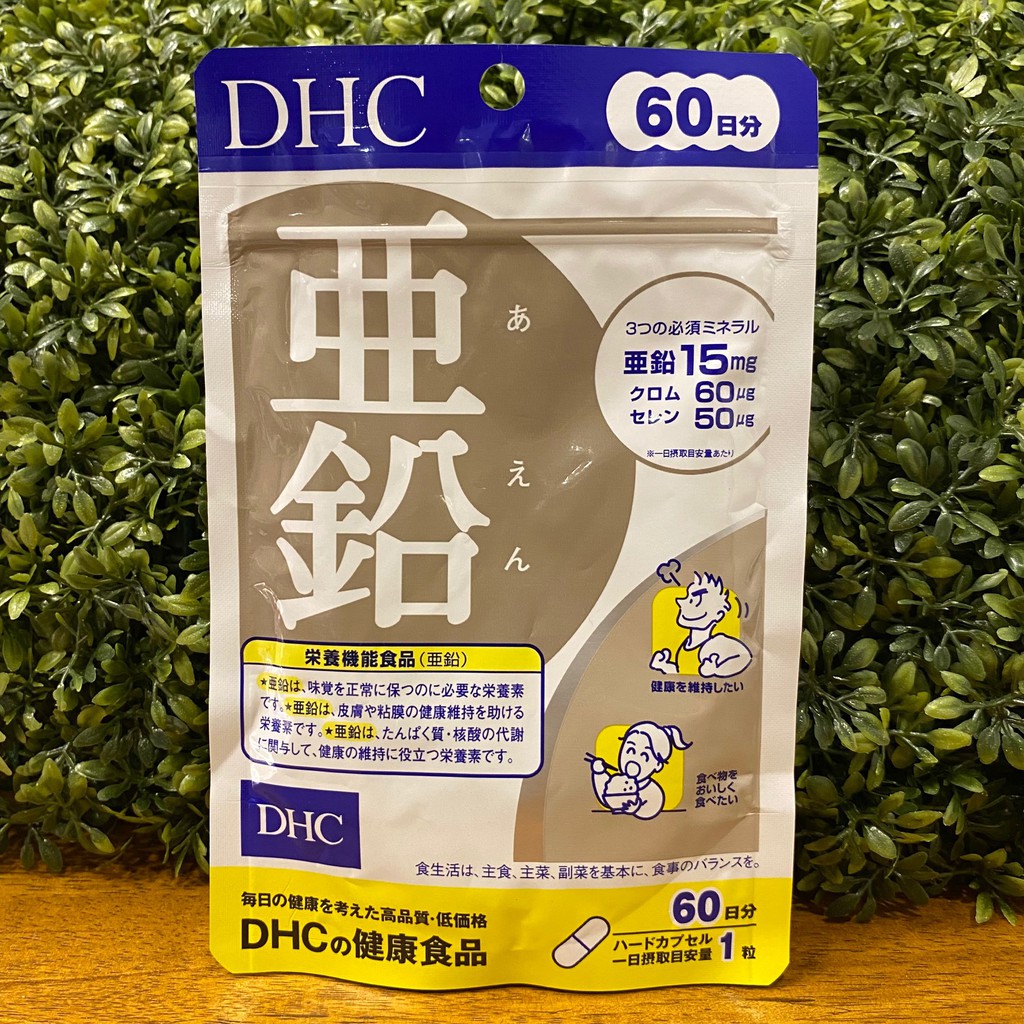 DHC
60日分
亜鉛
あえん
3つの必須ミネラル
亜鉛 15mg
クロム 60μg
セレン 50μg
※一日摂取目安量あたり
栄養機能食品(亜鉛)
★亜鉛は、味覚を正常に保つのに必要な栄養素
です。★亜鉛は、皮膚や粘膜の健康維持を助ける
栄養素です。★亜鉛は、たんぱく質・核酸の代謝
に関与して、健康の維持に役立つ栄養素です。
健康を維持したい
食べ物を
おいしく
食べたい
DHC
食生活は、主食、主菜、副菜を基本に、食事のバランスを。
毎日の健康を考えた高品質・低価格
DHCの健康食品
60日分
ハードカプセル
一日摂取目安量 1粒